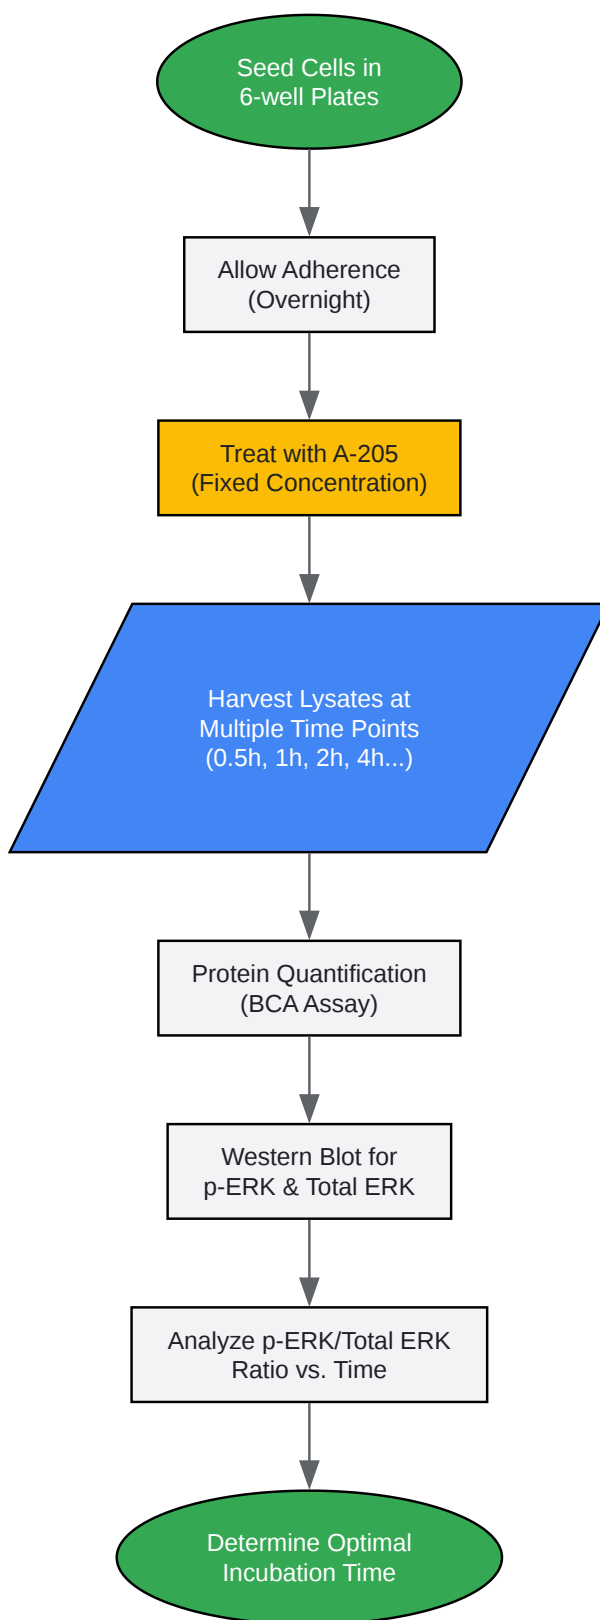 Seed Cells in
6-well Plates
Allow Adherence
(Overnight)
Treat with A-205
(Fixed Concentration)
Harvest Lysates at
Multiple Time Points
(0.5h, 1h, 2h, 4h...)
Protein Quantification
(BCA Assay)
Western Blot for
p-ERK & Total ERK
Analyze p-ERK/Total ERK
Ratio vs. Time
Determine Optimal
Incubation Time